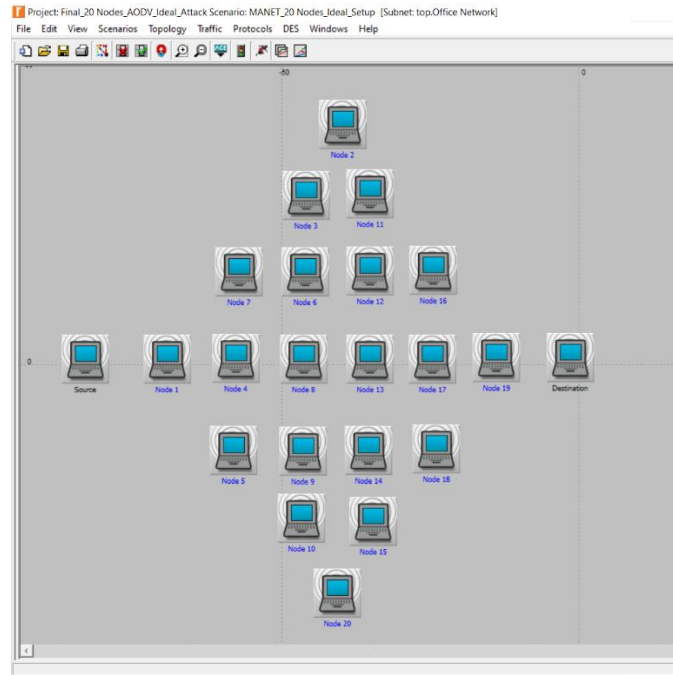 Project: Final_20 Nodes_AODV_Ideal_Attack Scenario: MANET_20 Nodes_Ideal_Setup [Subnet: top.Office Network]
File Edit View Scenarios Topology Traffic Protocols DES Windows Help
-50 0
Node 2
Node 3 Node 11
Node 7 Node 6 Node 12 Node 16
0
Source Node 1 Node 4 Node 8 Node 13 Node 17 Node 19 Destination
Node 5 Node 9 Node 14 Node 18
Node 10 Node 15
Node 20